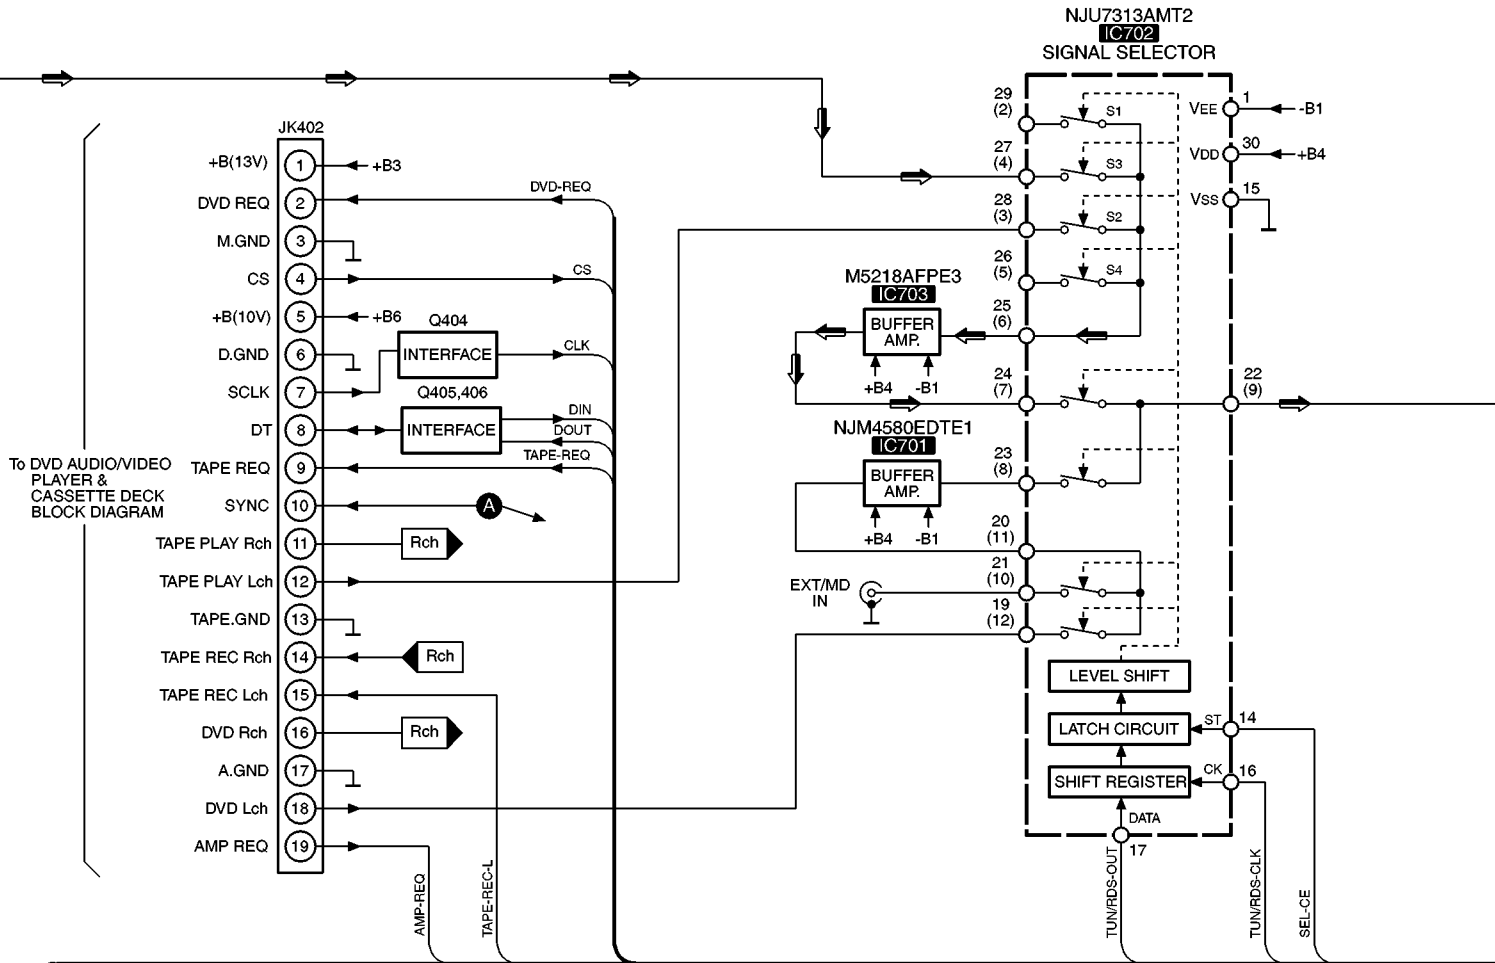 NJU7313AMT2
IC702
SIGNAL SELECTOR
JK402
+B(13V) 1 +B3
DVD REQ 2 DVD-REQ
M.GND 3
CS 4 CS
+B(10V) 5 +B6
D.GND 6
Q404
INTERFACE
CLK
SCLK 7
Q405,406
INTERFACE
DIN
DOUT
DT 8
TAPE REQ 9 TAPE-REQ
SYNC 10 A
TAPE PLAY Rch 11 Rch
TAPE PLAY Lch 12
TAPE.GND 13
TAPE REC Rch 14 Rch
TAPE REC Lch 15
DVD Rch 16 Rch
A.GND 17
DVD Lch 18
AMP REQ 19
To DVD AUDIO/VIDEO
PLAYER &
CASSETTE DECK
BLOCK DIAGRAM
AMP-REQ
TAPE-REC-L
M5218AFPE3
IC703
BUFFER
AMP.
+B4 -B1
NJM4580EDTE1
IC701
BUFFER
AMP.
+B4 -B1
EXT/MD
IN
29
(2)
S1
27
(4)
S3
28
(3)
S2
26
(5)
S4
25
(6)
24
(7)
23
(8)
20
(11)
21
(10)
19
(12)
VEE 1 -B1
VDD 30 +B4
VSS 15
22
(9)
LEVEL SHIFT
LATCH CIRCUIT
ST 14
SHIFT REGISTER
CK 16
DATA
17
TUN/RDS-OUT
TUN/RDS-CLK
SEL-CE